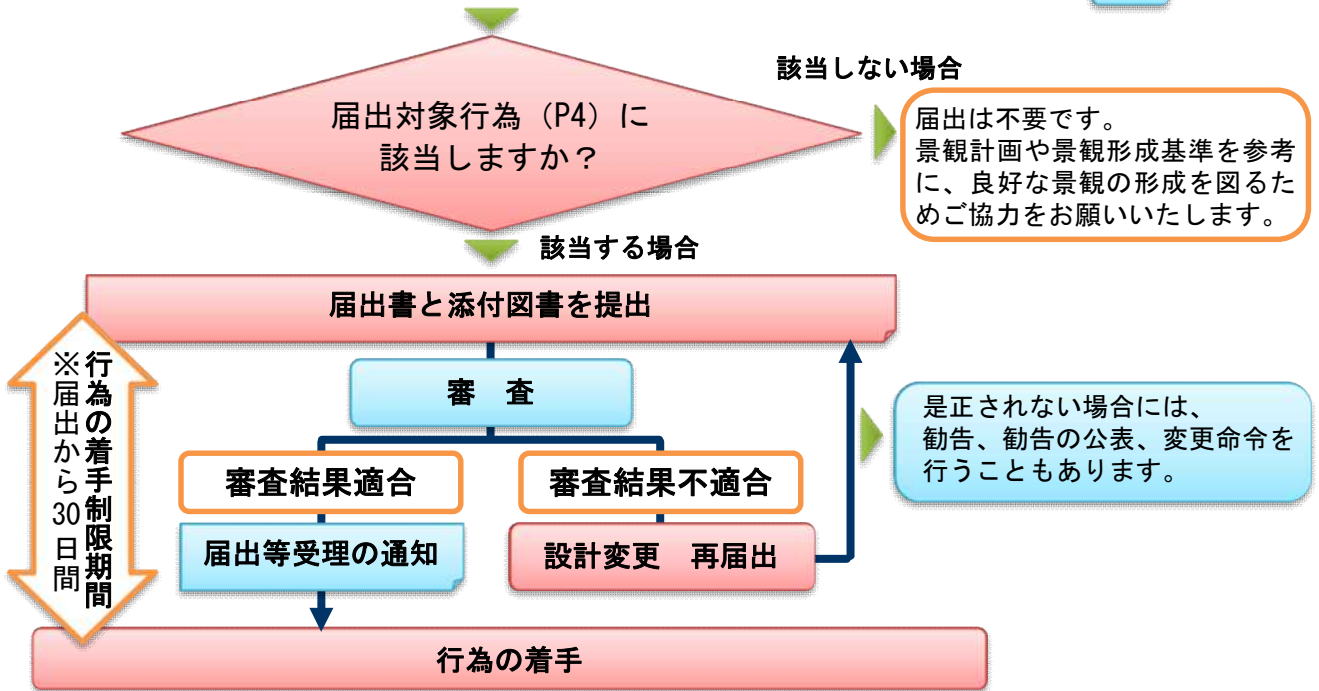 届出対象行為（P4）に
該当しますか？
該当しない場合
届出は不要です。
景観計画や景観形成基準を参考
に、良好な景観の形成を図るた
めご協力をお願いいたします。
該当する場合
届出書と添付図書を提出
行為の着手制限期間
※届出から30日間
審　査
審査結果適合
審査結果不適合
届出等受理の通知
設計変更　再届出
是正されない場合には、
勧告、勧告の公表、変更命令を
行うこともあります。
行為の着手